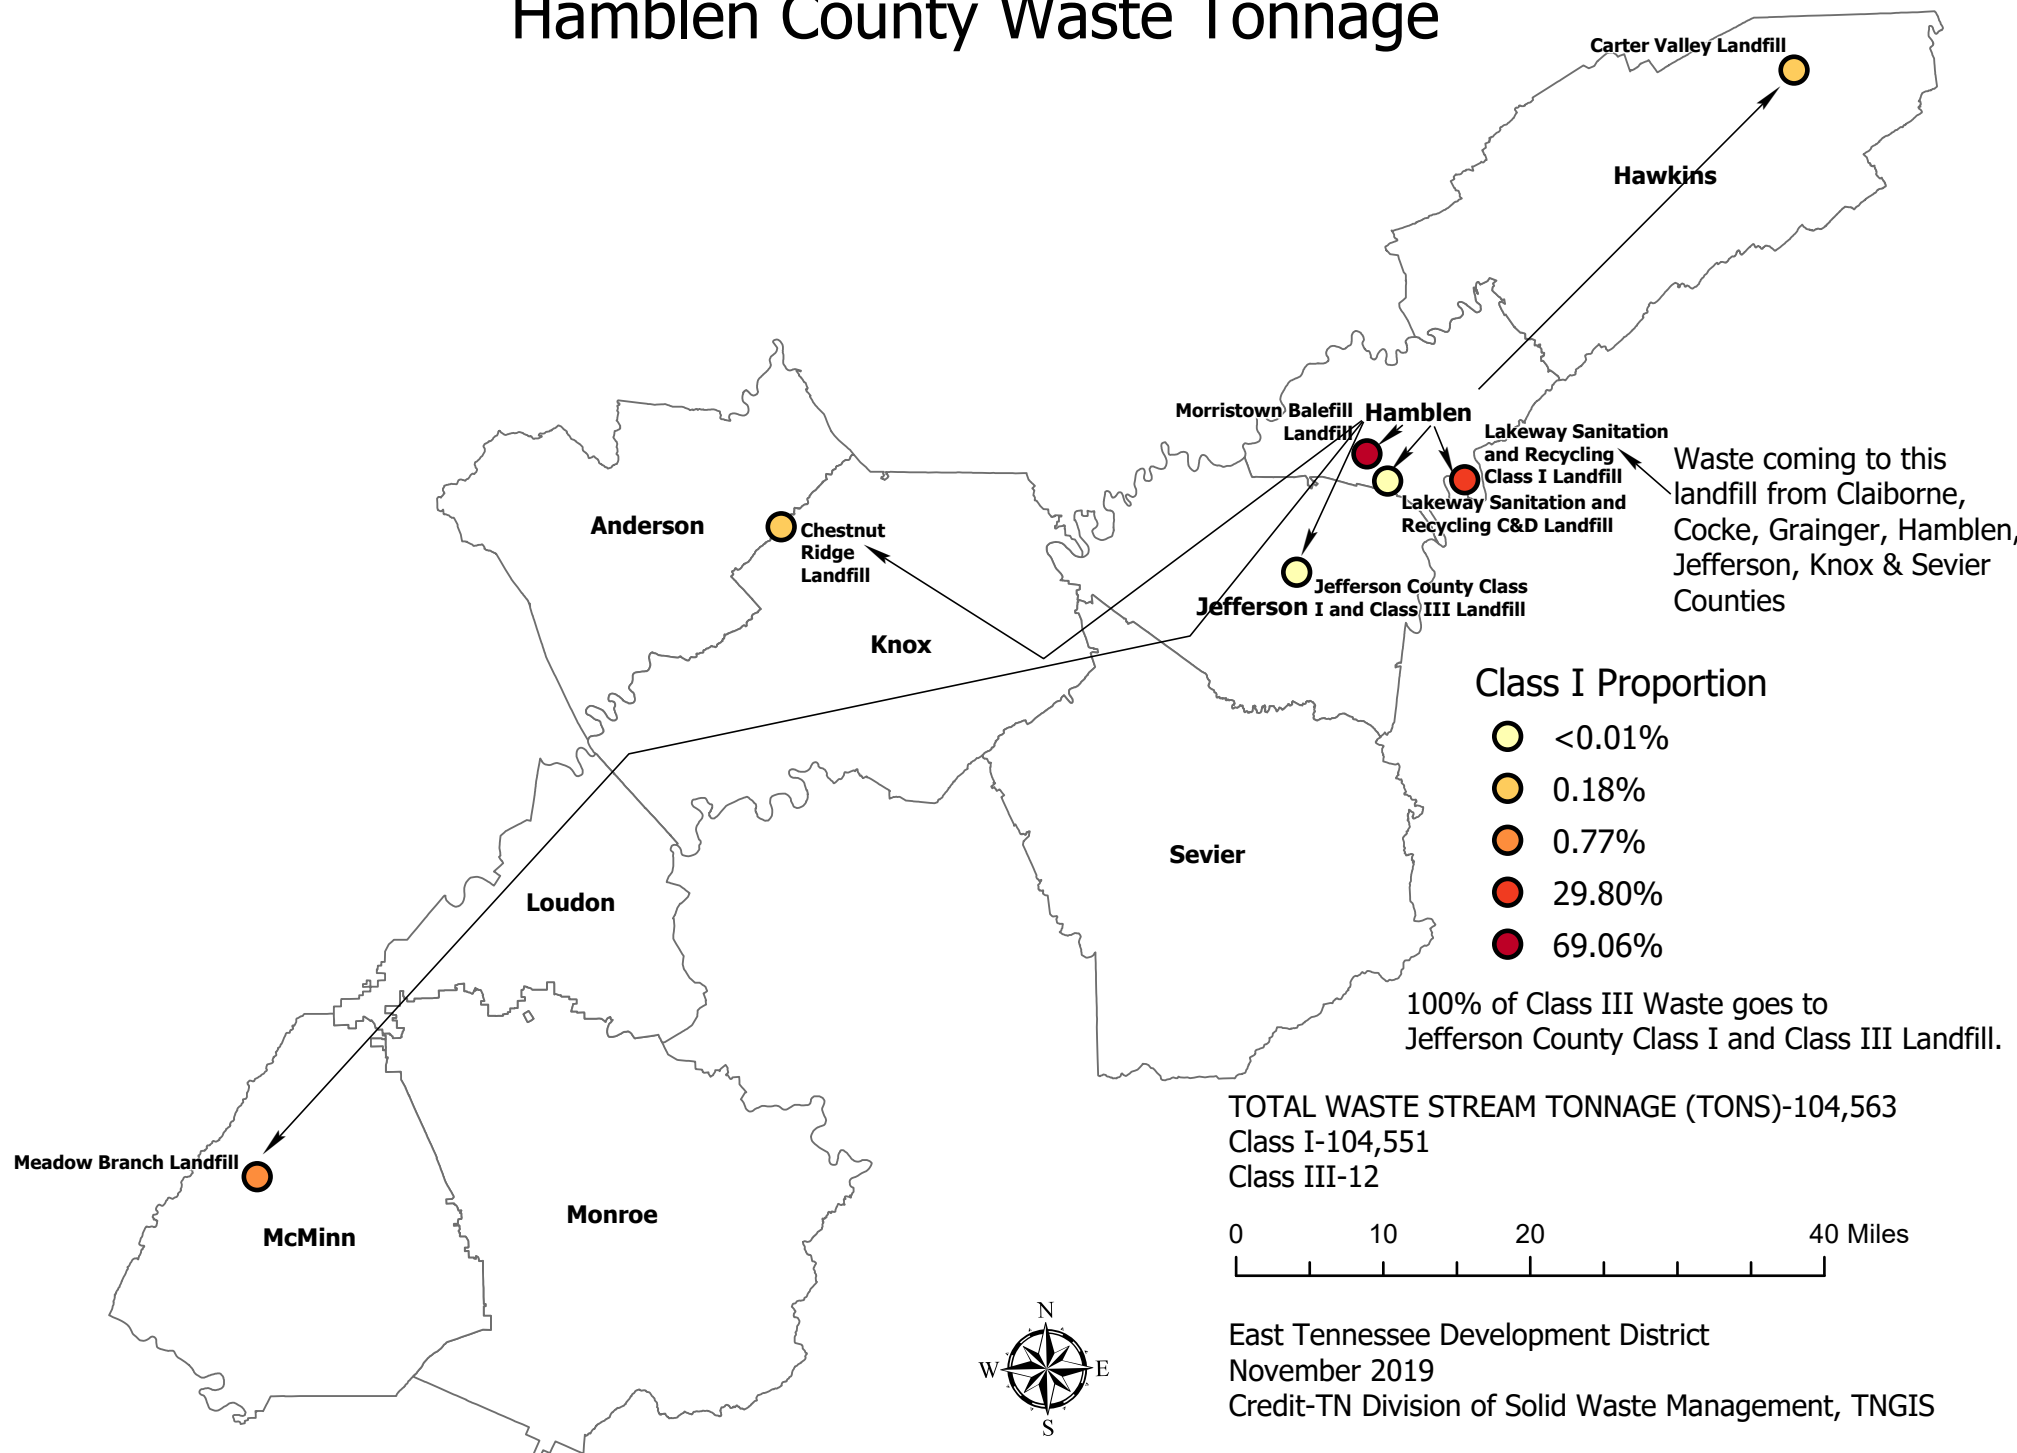 Hamblen County Waste Tonnage
Carter Valley Landfill
Hawkins
Morristown Balefill
Landfill
Hamblen
Lakeway Sanitation
and Recycling
Class I Landfill
Waste coming to this
landfill from Claiborne,
Cocke, Grainger, Hamblen,
Jefferson, Knox & Sevier
Counties
Lakeway Sanitation and
Recycling C&D Landfill
Anderson
Chestnut
Ridge
Landfill
Jefferson County Class
I and Class III Landfill
Jefferson
Knox
Class I Proportion
<0.01%
0.18%
0.77%
29.80%
69.06%
Sevier
Loudon
100% of Class III Waste goes to
Jefferson County Class I and Class III Landfill.
TOTAL WASTE STREAM TONNAGE (TONS)-104,563
Class I-104,551
Class III-12
Meadow Branch Landfill
McMinn
Monroe
0 10 20 40 Miles
N
W E
S
East Tennessee Development District
November 2019
Credit-TN Division of Solid Waste Management, TNGIS